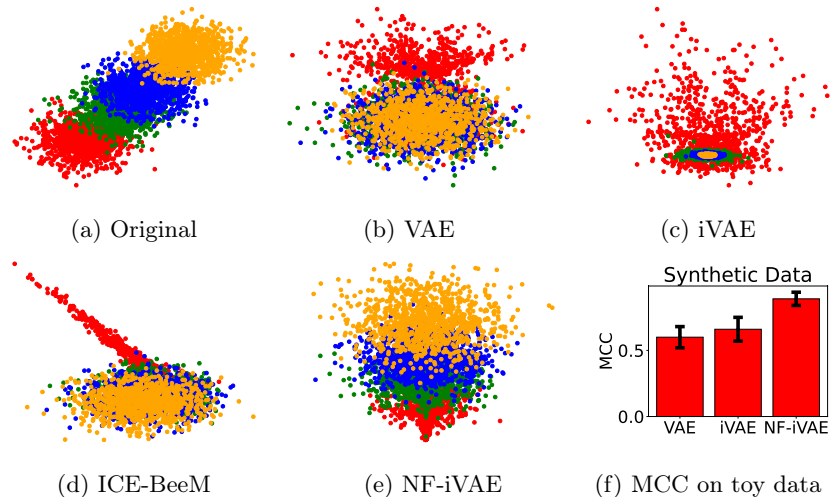 (a) Original
(b) VAE
(c) iVAE
(d) ICE-BeeM
(e) NF-iVAE
Synthetic Data
MCC
0.5
0.0
VAE
iVAE
NF-iVAE
(f) MCC on toy data